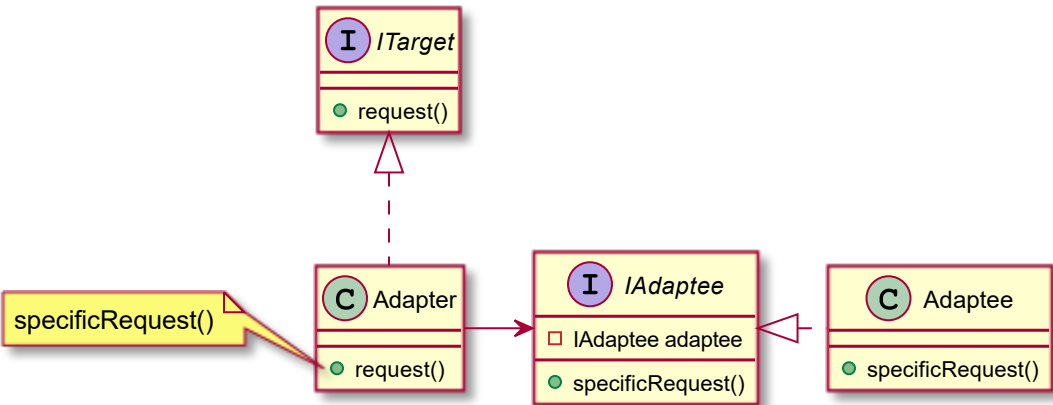 I ITarget
request()
C Adapter
request()
specificRequest()
I IAdaptee
IAdaptee adaptee
specificRequest()
C Adaptee
specificRequest()